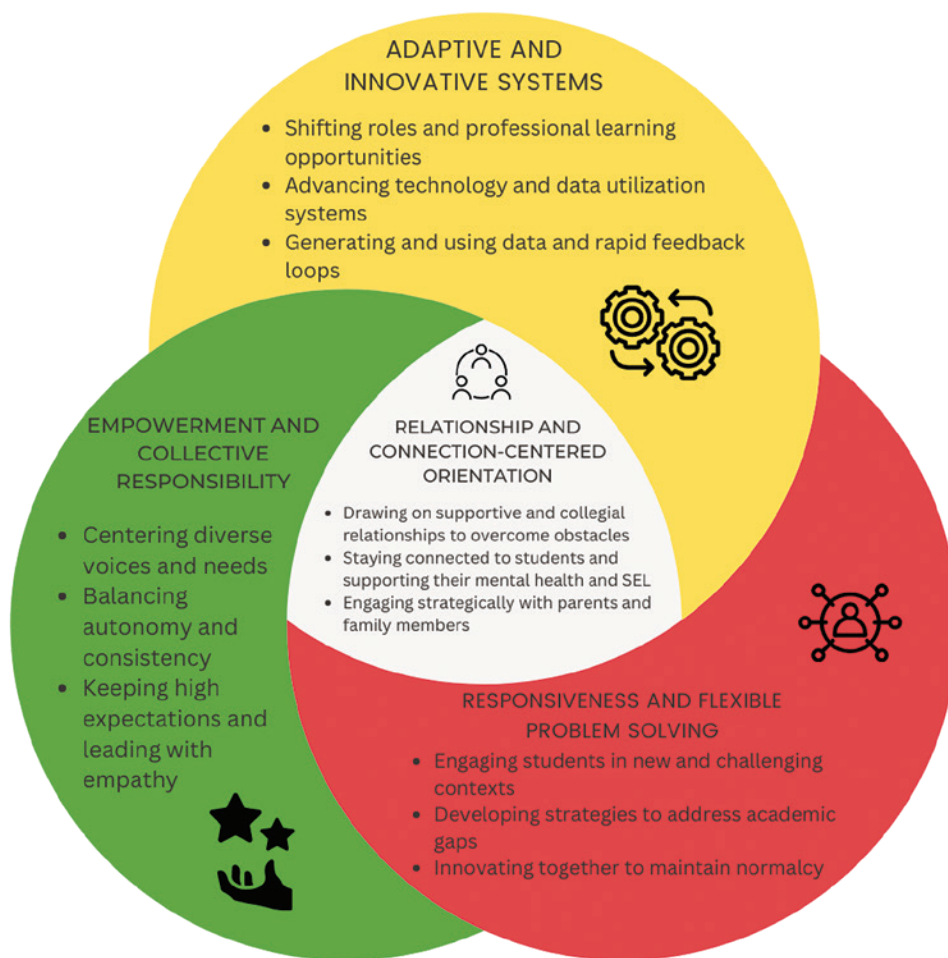 ADAPTIVE AND
INNOVATIVE SYSTEMS
• Shifting roles and professional learning
opportunities
• Advancing technology and data utilization
systems
• Generating and using data and rapid feedback
loops
EMPOWERMENT AND
COLLECTIVE
RESPONSIBILITY
• Centering diverse
voices and needs
• Balancing
autonomy and
consistency
• Keeping high
expectations and
leading with
empathy
RELATIONSHIP AND
CONNECTION-CENTERED
ORIENTATION
• Drawing on supportive and collegial
relationships to overcome obstacles
• Staying connected to students and
supporting their mental health and SEL
• Engaging strategically with parents and
family members
RESPONSIVENESS AND FLEXIBLE
PROBLEM SOLVING
• Engaging students in new and challenging
contexts
• Developing strategies to address academic
gaps
• Innovating together to maintain normalcy